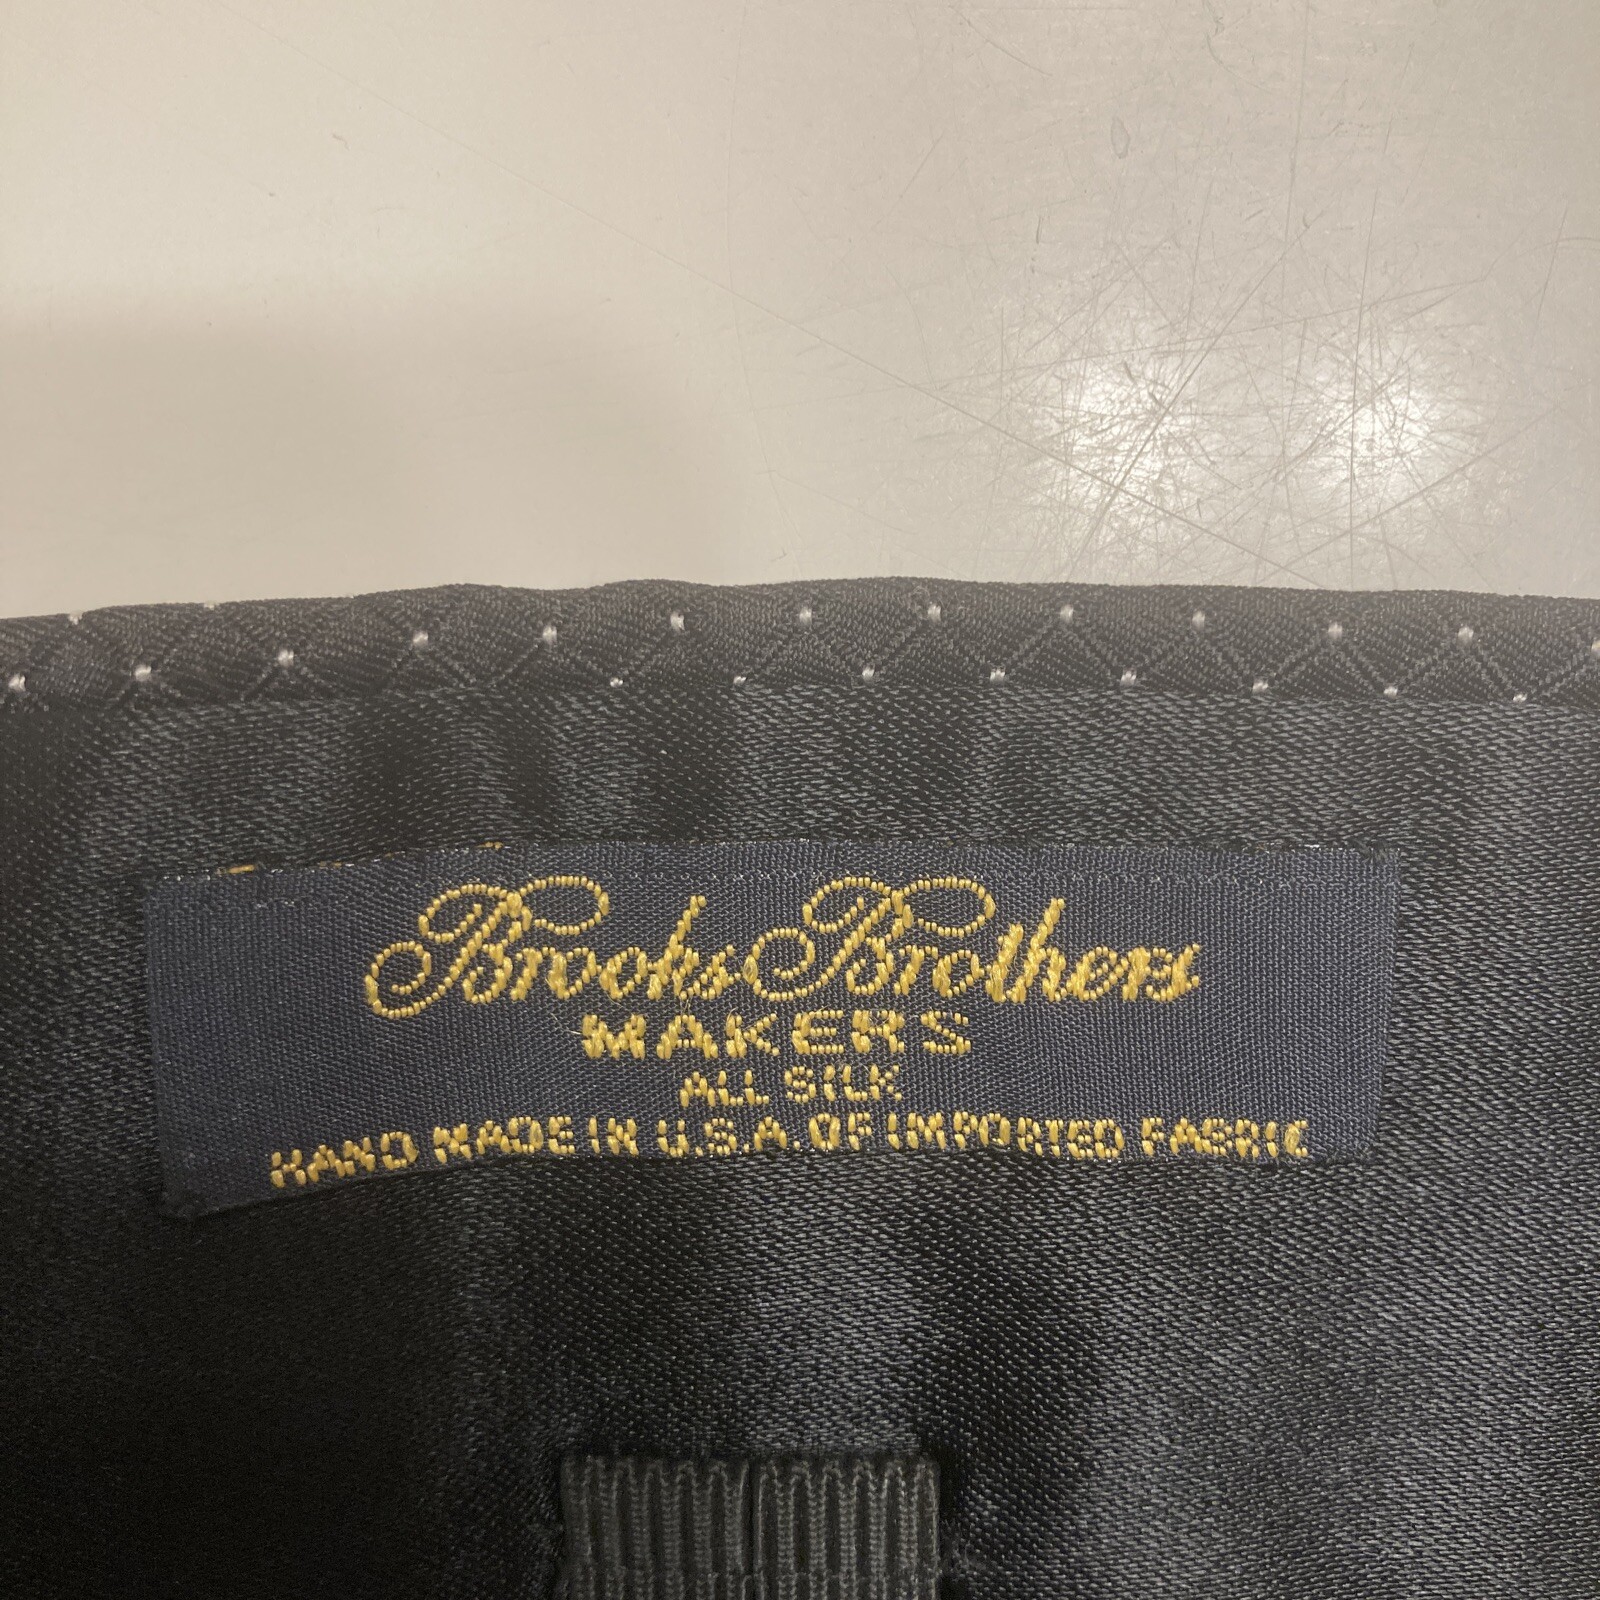 Brooks Brothers
MAKERS
ALL SILK
HAND MADE IN U.S.A. OF IMPORTED FABRIC